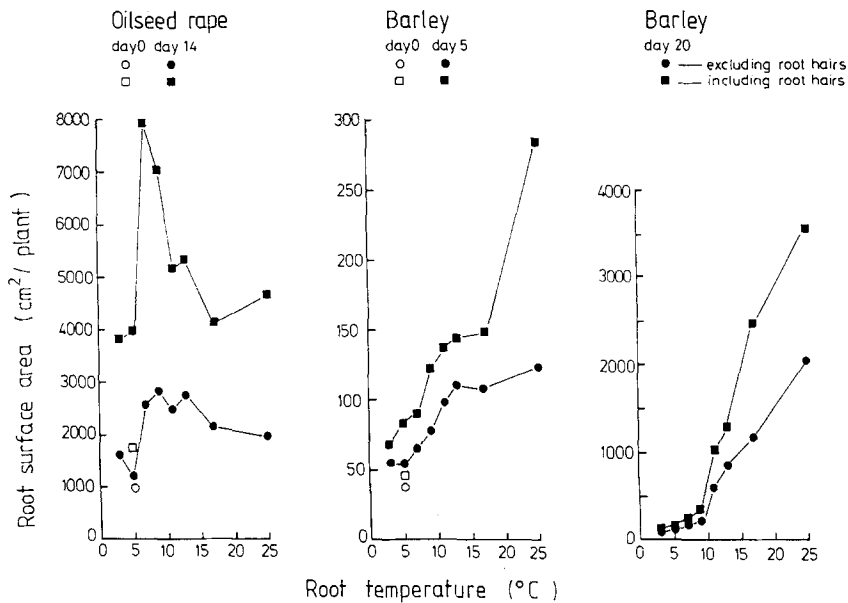 Oilseed rape
day0 day 14
8000
7000
6000
5000
4000
3000
2000
1000
0
0 5 10 15 20 25
Barley
day0 day 5
300
250
200
150
100
50
0
0 5 10 15 20 25
Barley
day 20
excluding root hairs
including root hairs
4000
3000
2000
1000
0
0 5 10 15 20 25
Root surface area (cm²/ plant)
Root temperature (°C)